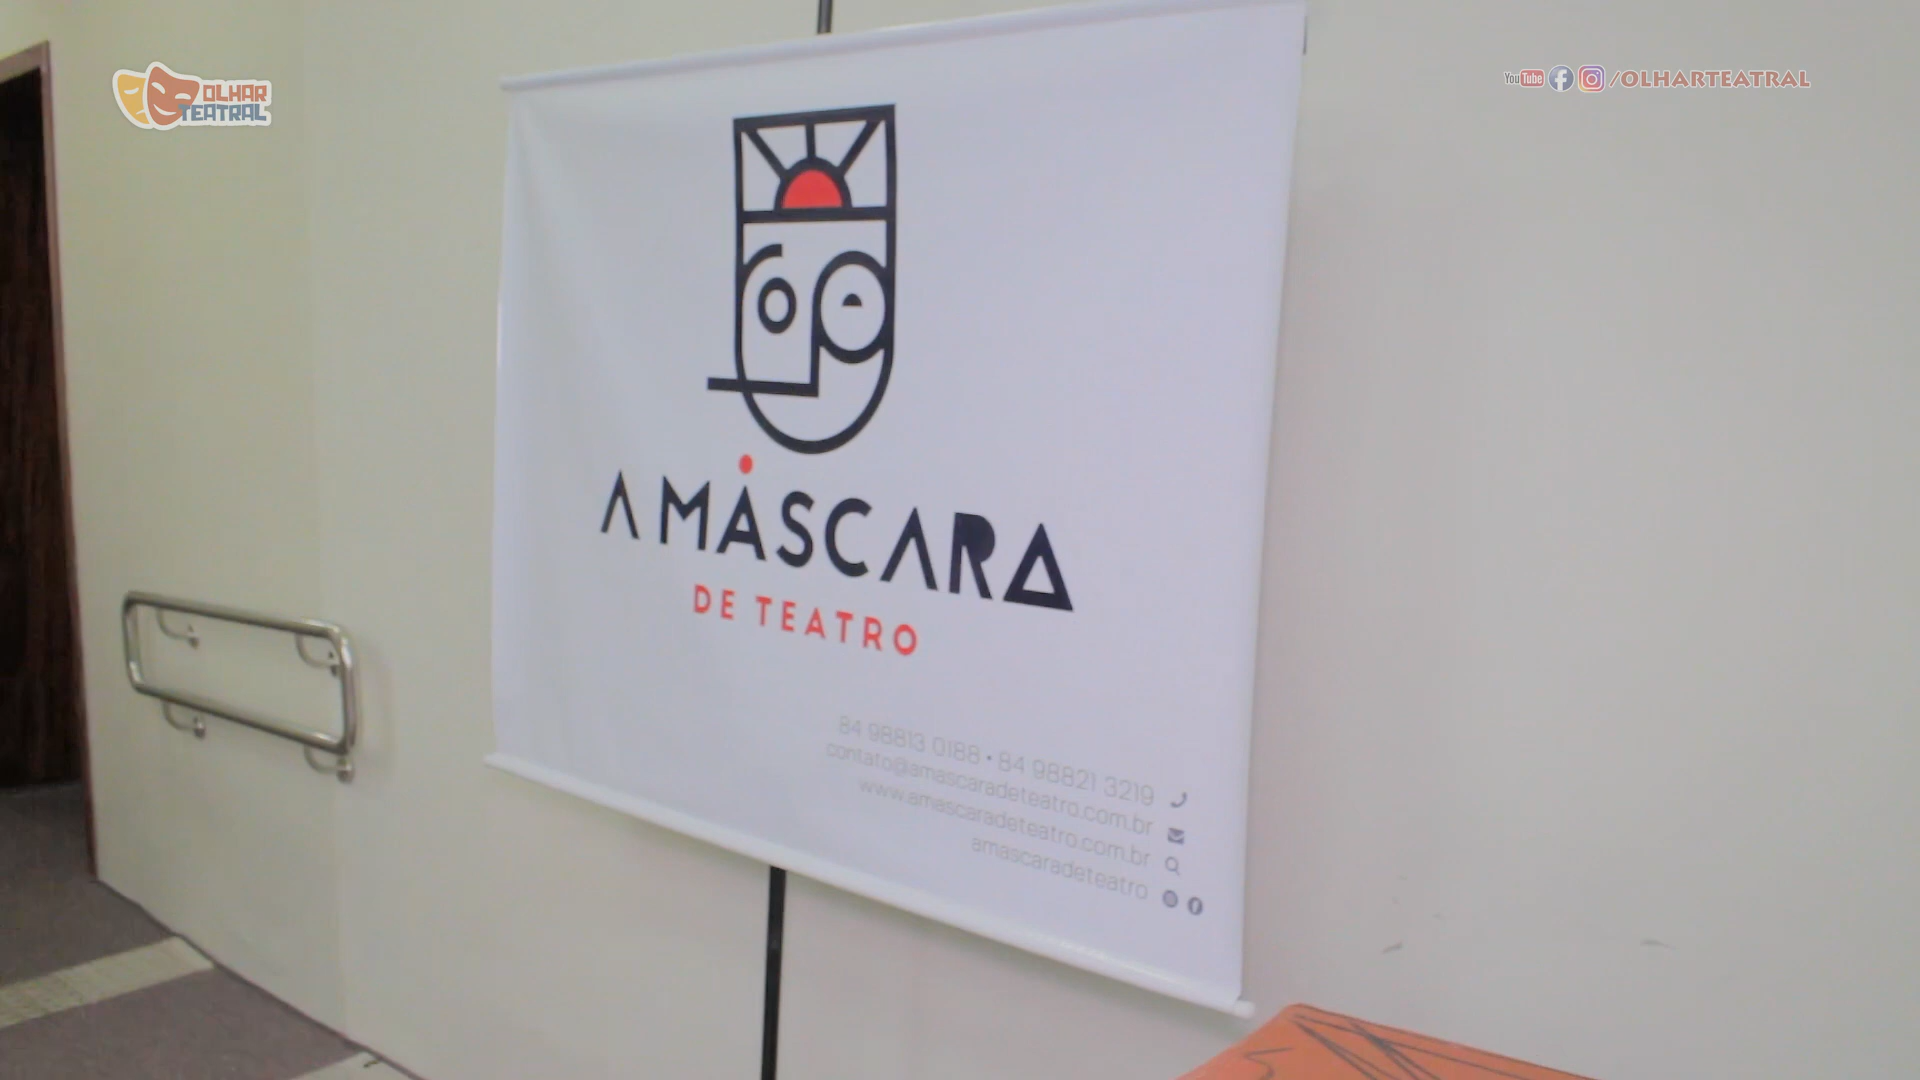 OLHAR
TEATRAL
YouTube /OLHARTEATRAL
A MÁSCARA
DE TEATRO
84 98813 0188 • 84 98821 3219
contato@amascaradeteatro.com.br
www.amascaradeteatro.com.br
amascaradeteatro